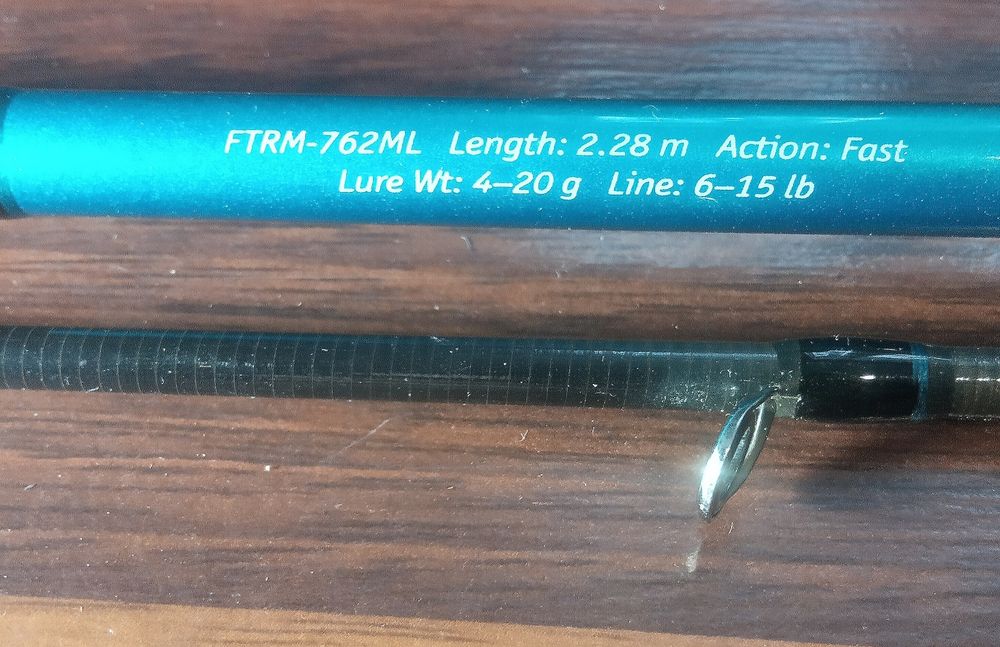 FTRM-762ML Length: 2.28 m Action: Fast
Lure Wt: 4–20 g Line: 6–15 lb